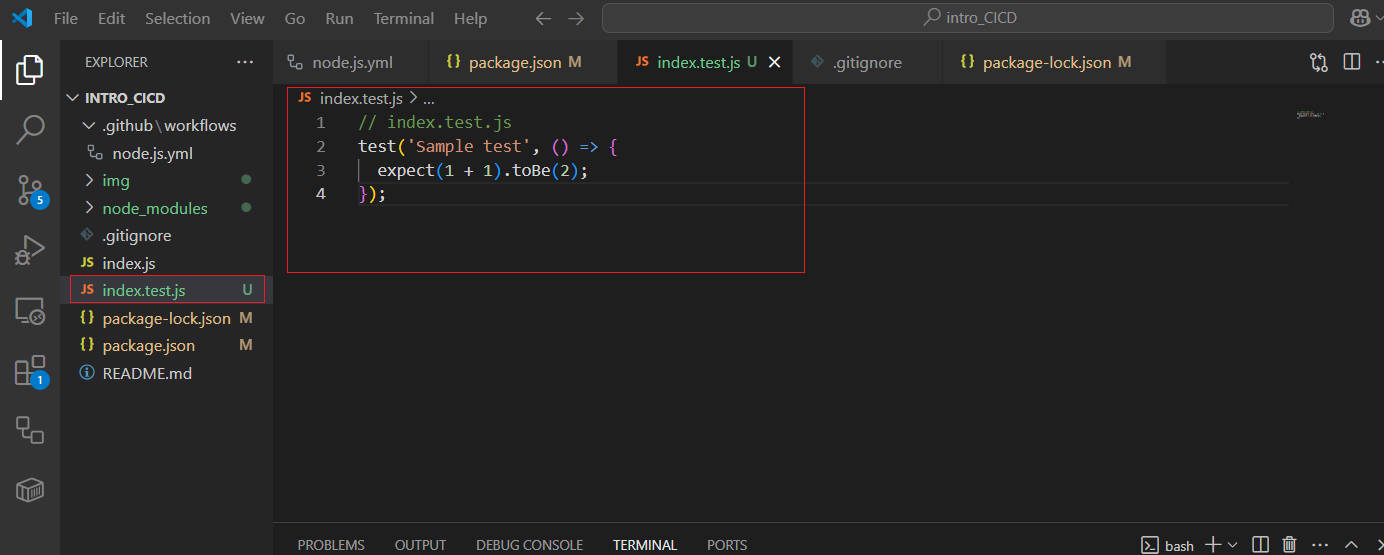 File Edit Selection View Go Run Terminal Help
intro_CICD
EXPLORER
INTRO_CICD
.github\workflows
node.js.yml
img
node_modules
.gitignore
JS index.js
JS index.test.js U
{} package-lock.json M
{} package.json M
README.md
5
1
node.js.yml
{} package.json M
JS index.test.js U
.gitignore
{} package-lock.json M
JS index.test.js > ...
1 // index.test.js
2 test('Sample test', () => {
3 expect(1 + 1).toBe(2);
4 });
PROBLEMS OUTPUT DEBUG CONSOLE TERMINAL PORTS
bash